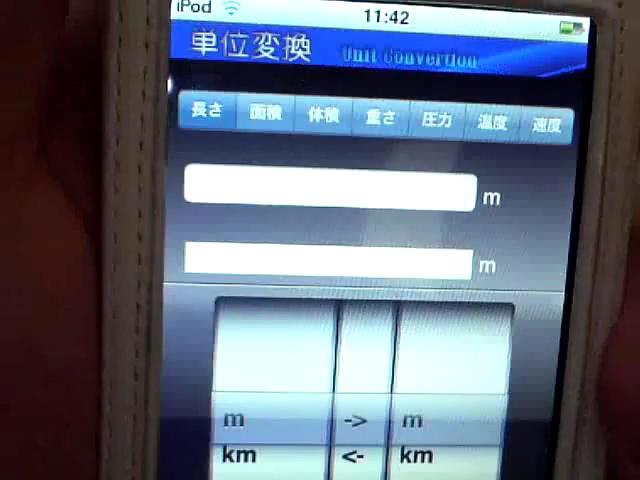 iPod 11:42
単位変換 Unit Convertion
長さ 面積 体積 重さ 圧力 温度 速度
m
m
m -> m
km <- km